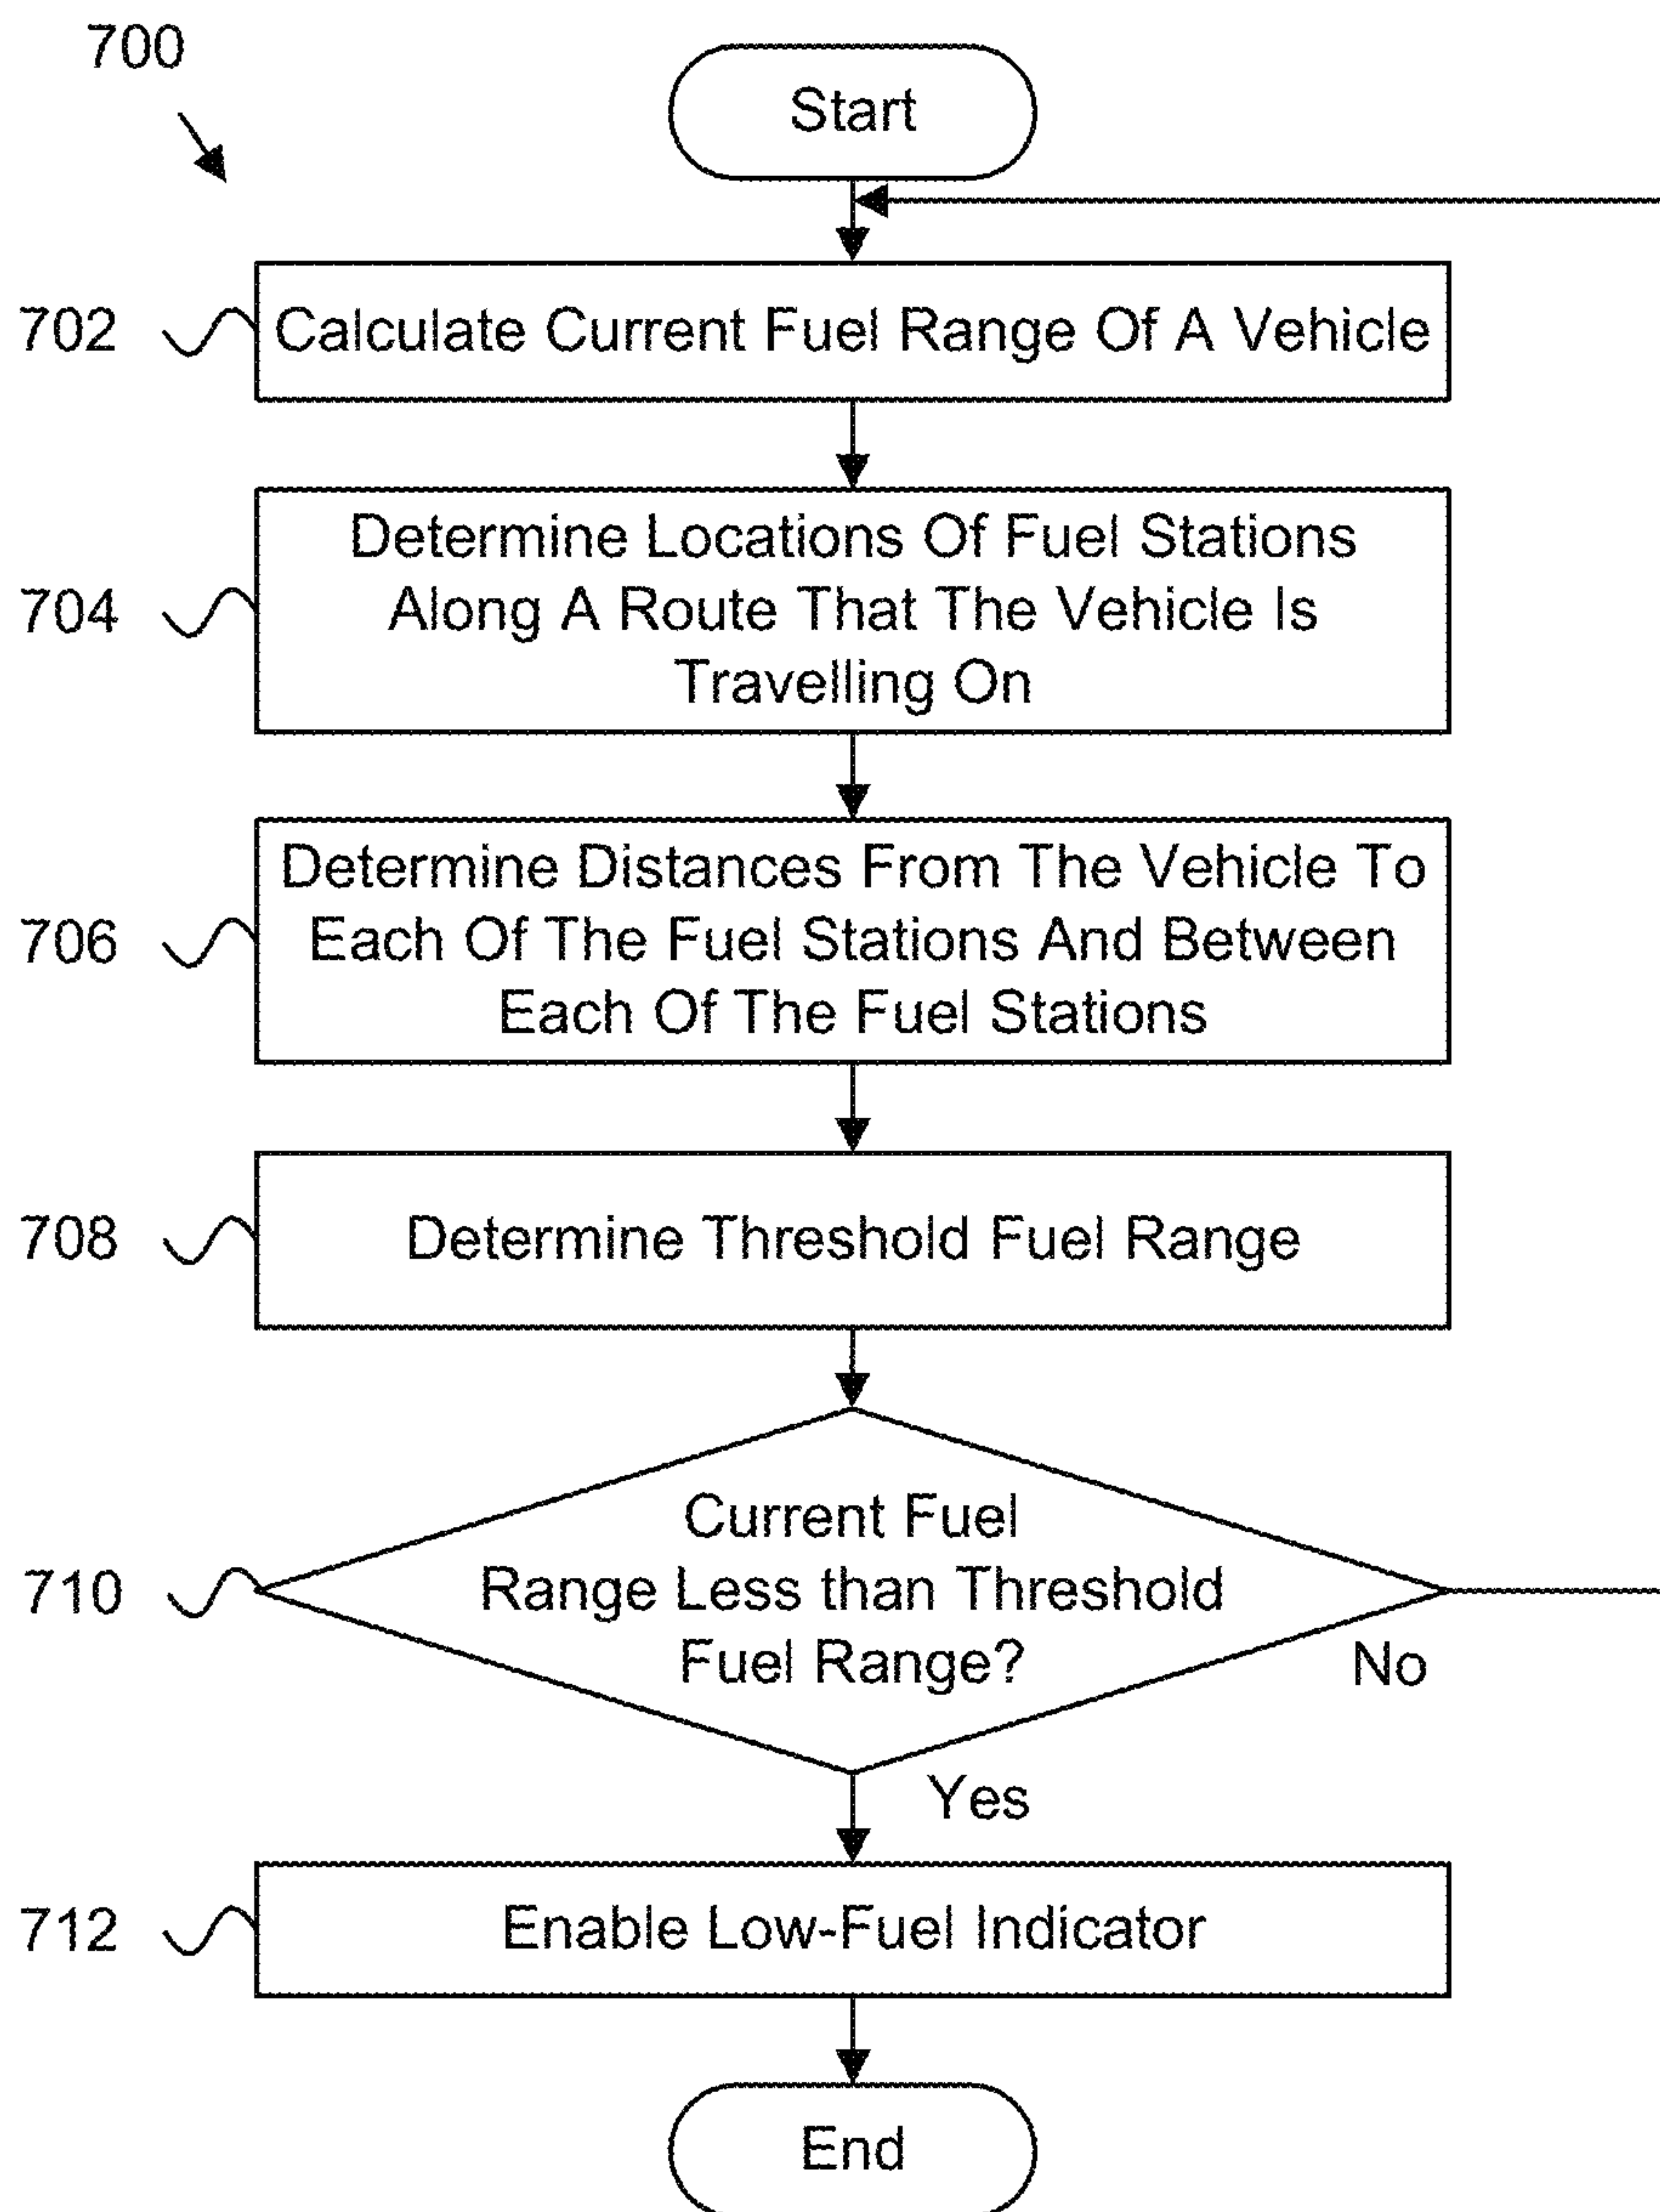 700
Start
702
Calculate Current Fuel Range Of A Vehicle
704
Determine Locations Of Fuel Stations
Along A Route That The Vehicle Is
Travelling On
706
Determine Distances From The Vehicle To
Each Of The Fuel Stations And Between
Each Of The Fuel Stations
708
Determine Threshold Fuel Range
710
Current Fuel
Range Less than Threshold
Fuel Range?
No
Yes
712
Enable Low-Fuel Indicator
End